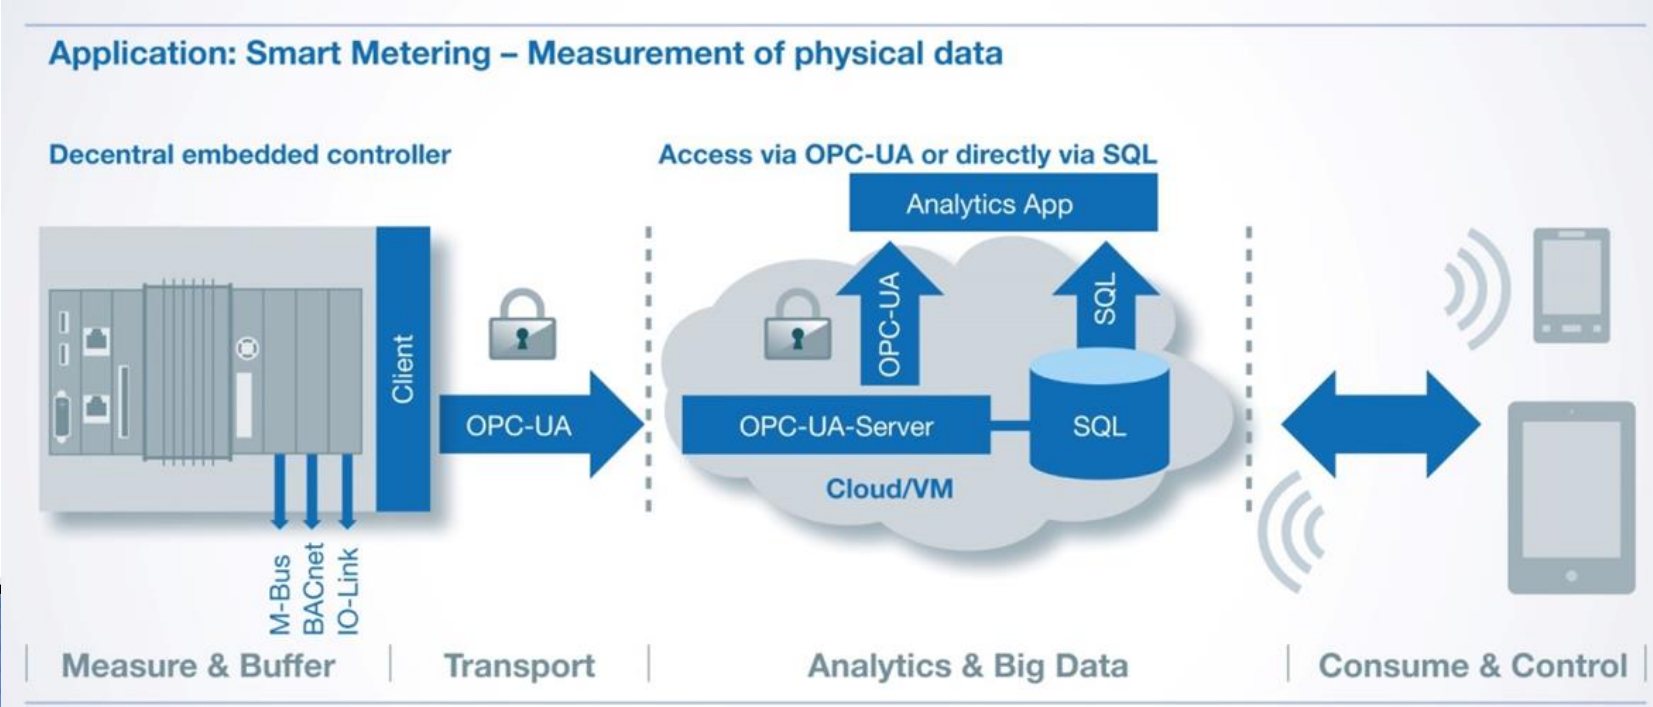 Application: Smart Metering – Measurement of physical data
Decentral embedded controller
Access via OPC-UA or directly via SQL
Analytics App
OPC-UA
SQL
Client
OPC-UA
OPC-UA-Server
SQL
Cloud/VM
M-Bus
BACnet
IO-Link
Measure & Buffer
Transport
Analytics & Big Data
Consume & Control